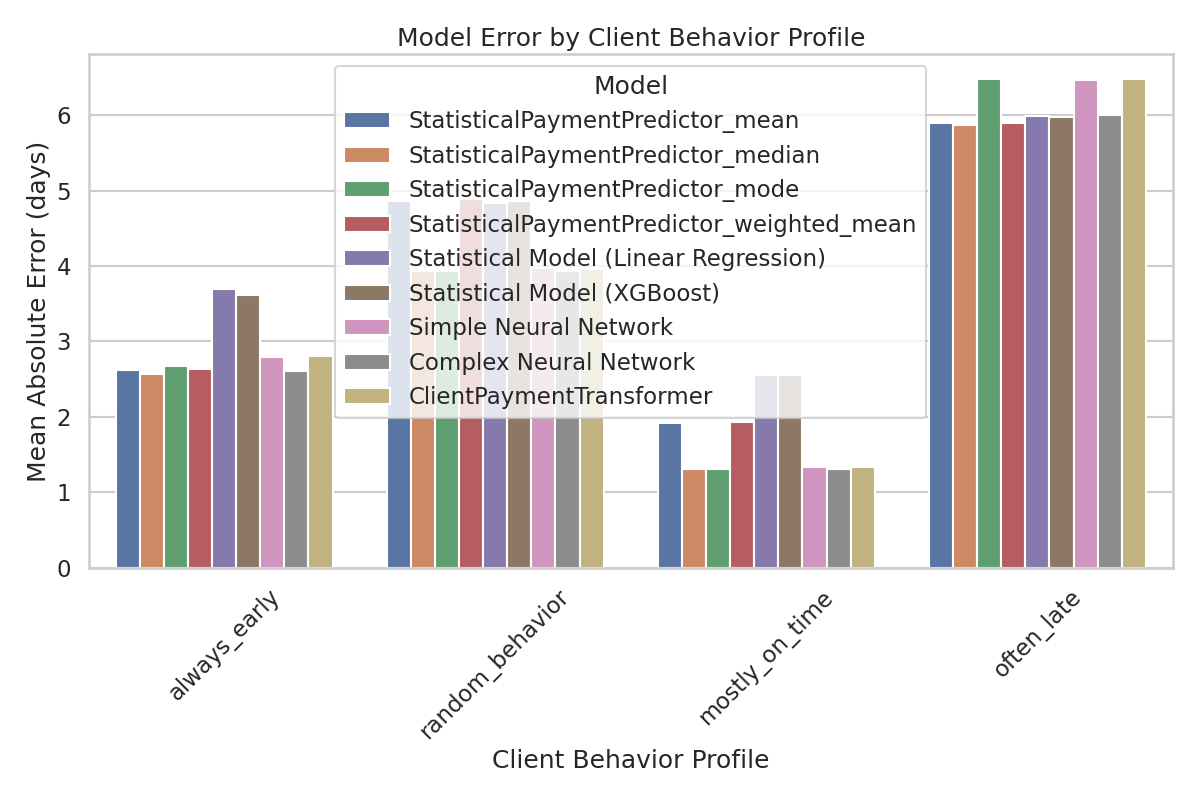 Model Error by Client Behavior Profile
Mean Absolute Error (days)
6
5
4
3
2
1
0
Model
StatisticalPaymentPredictor_mean
StatisticalPaymentPredictor_median
StatisticalPaymentPredictor_mode
StatisticalPaymentPredictor_weighted_mean
Statistical Model (Linear Regression)
Statistical Model (XGBoost)
Simple Neural Network
Complex Neural Network
ClientPaymentTransformer
always_early
random_behavior
mostly_on_time
often_late
Client Behavior Profile